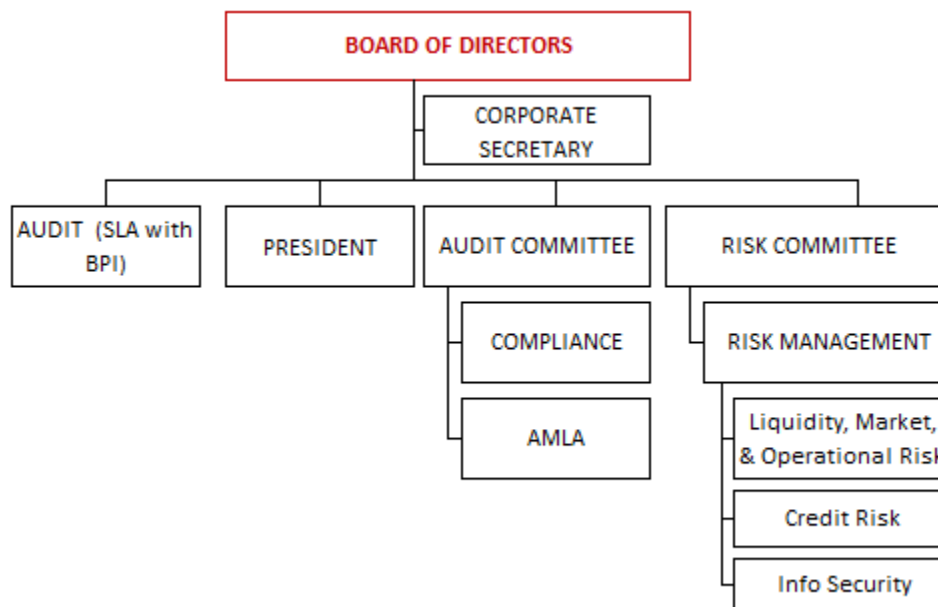 BOARD OF DIRECTORS
CORPORATE
SECRETARY
AUDIT (SLA with
BPI)
PRESIDENT
AUDIT COMMITTEE
RISK COMMITTEE
COMPLIANCE
RISK MANAGEMENT
AMLA
Liquidity, Market,
& Operational Risk
Credit Risk
Info Security